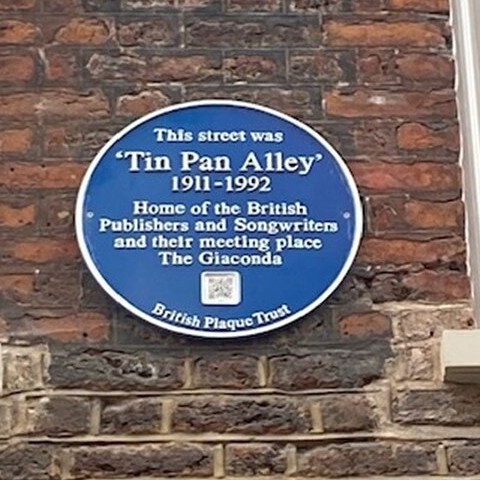 This street was
‘Tin Pan Alley’
1911-1992
Home of the British
Publishers and Songwriters
and their meeting place
The Giaconda
British Plaque Trust